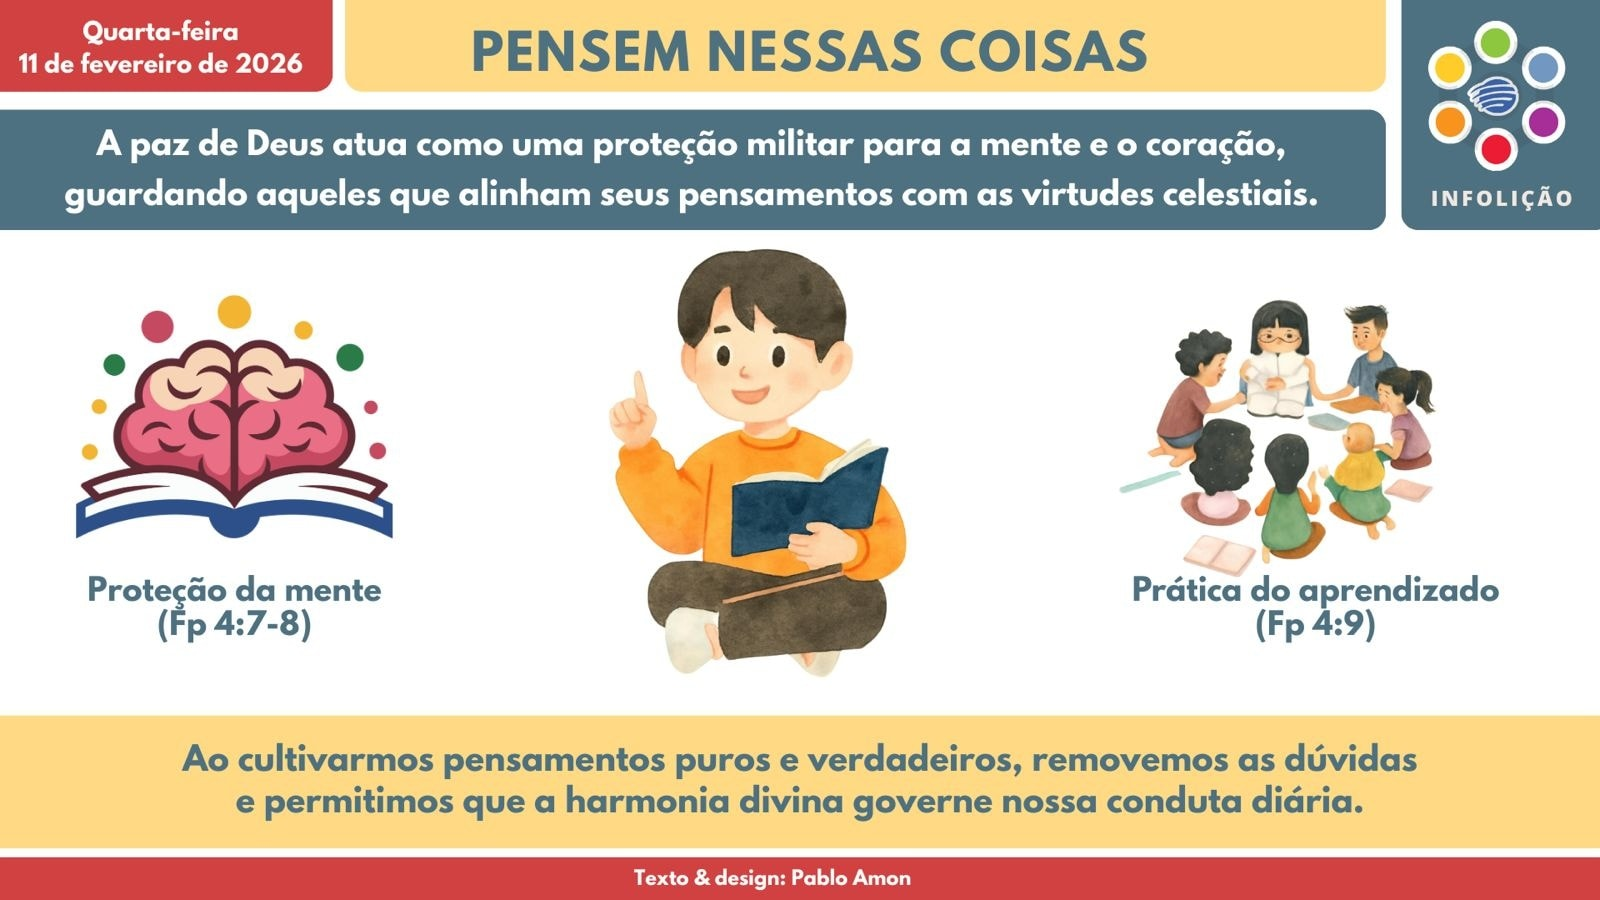 Quarta-feira
11 de fevereiro de 2026
PENSEM NESSAS COISAS
A paz de Deus atua como uma proteção militar para a mente e o coração,
guardando aqueles que alinham seus pensamentos com as virtudes celestiais.
INFOLIÇÃO
Proteção da mente
(Fp 4:7-8)
Prática do aprendizado
(Fp 4:9)
Ao cultivarmos pensamentos puros e verdadeiros, removemos as dúvidas
e permitimos que a harmonia divina governe nossa conduta diária.
Texto & design: Pablo Amon